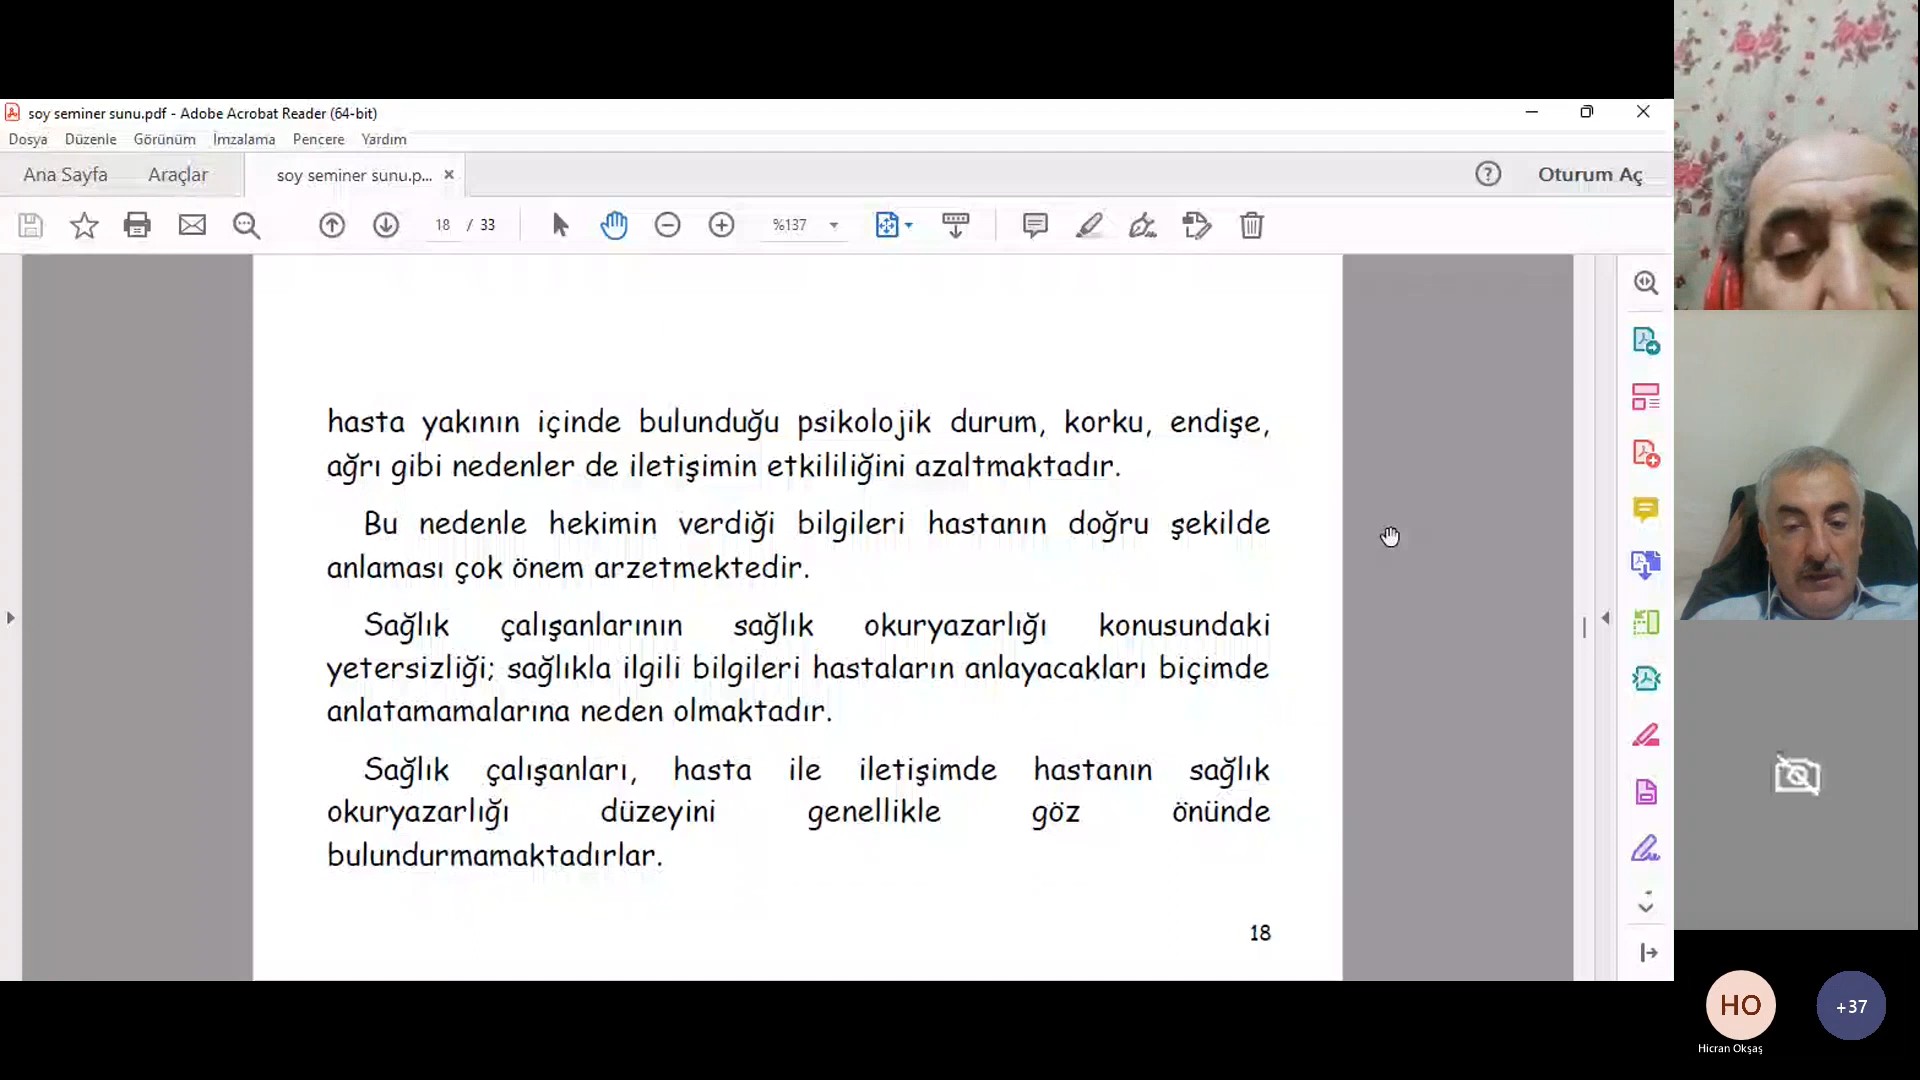 soy seminer sunu.pdf - Adobe Acrobat Reader (64-bit)
Dosya Düzenle Görünüm İmzalama Pencere Yardım
Ana Sayfa Araçlar soy seminer sunu.p... Oturum Aç
18 / 33 %137
hasta yakının içinde bulunduğu psikolojik durum, korku, endişe,
ağrı gibi nedenler de iletişimin etkililiğini azaltmaktadır.
Bu nedenle hekimin verdiği bilgileri hastanın doğru şekilde
anlaması çok önem arzetmektedir.
Sağlık çalışanlarının sağlık okuryazarlığı konusundaki
yetersizliği; sağlıkla ilgili bilgileri hastaların anlayacakları biçimde
anlatamamalarına neden olmaktadır.
Sağlık çalışanları, hasta ile iletişimde hastanın sağlık
okuryazarlığı düzeyini genellikle göz önünde
bulundurmamaktadırlar.
18
HO
+37
Hicran Okşaş